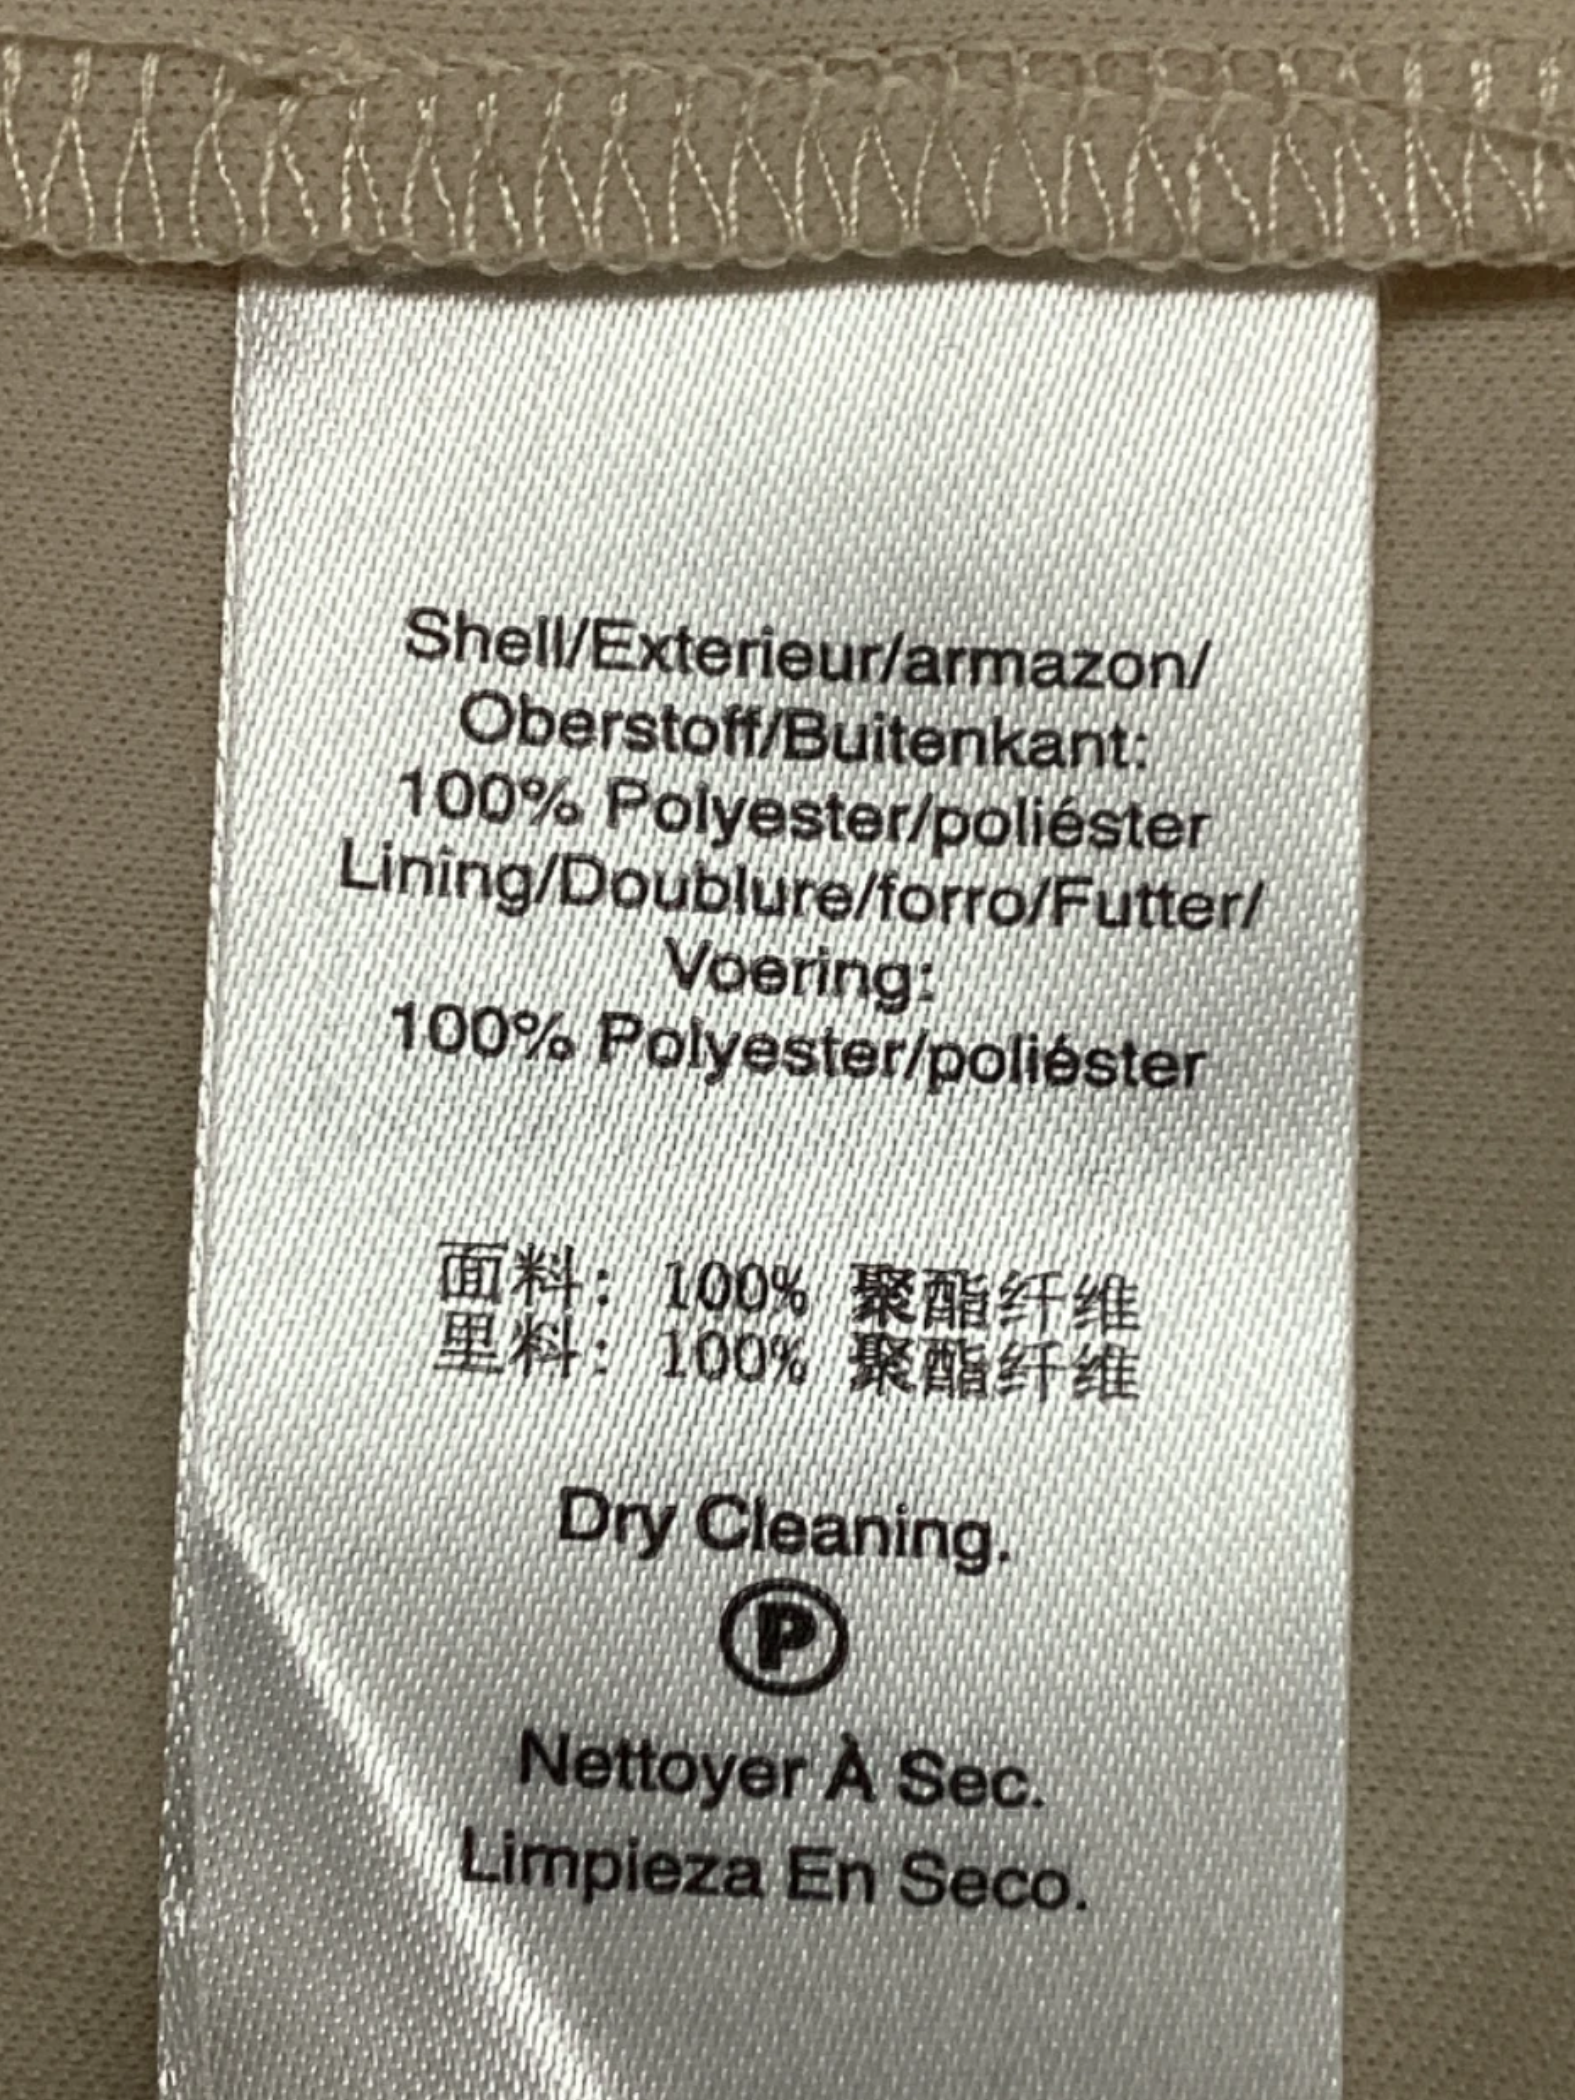 Shell/Exterieur/armazon/
Oberstoff/Buitenkant:
100% Polyester/poliéster
Lining/Doublure/forro/Futter/
Voering:
100% Polyester/poliéster
面料: 100% 聚酯纤维
里料: 100% 聚酯纤维
Dry Cleaning.
P
Nettoyer À Sec.
Limpieza En Seco.